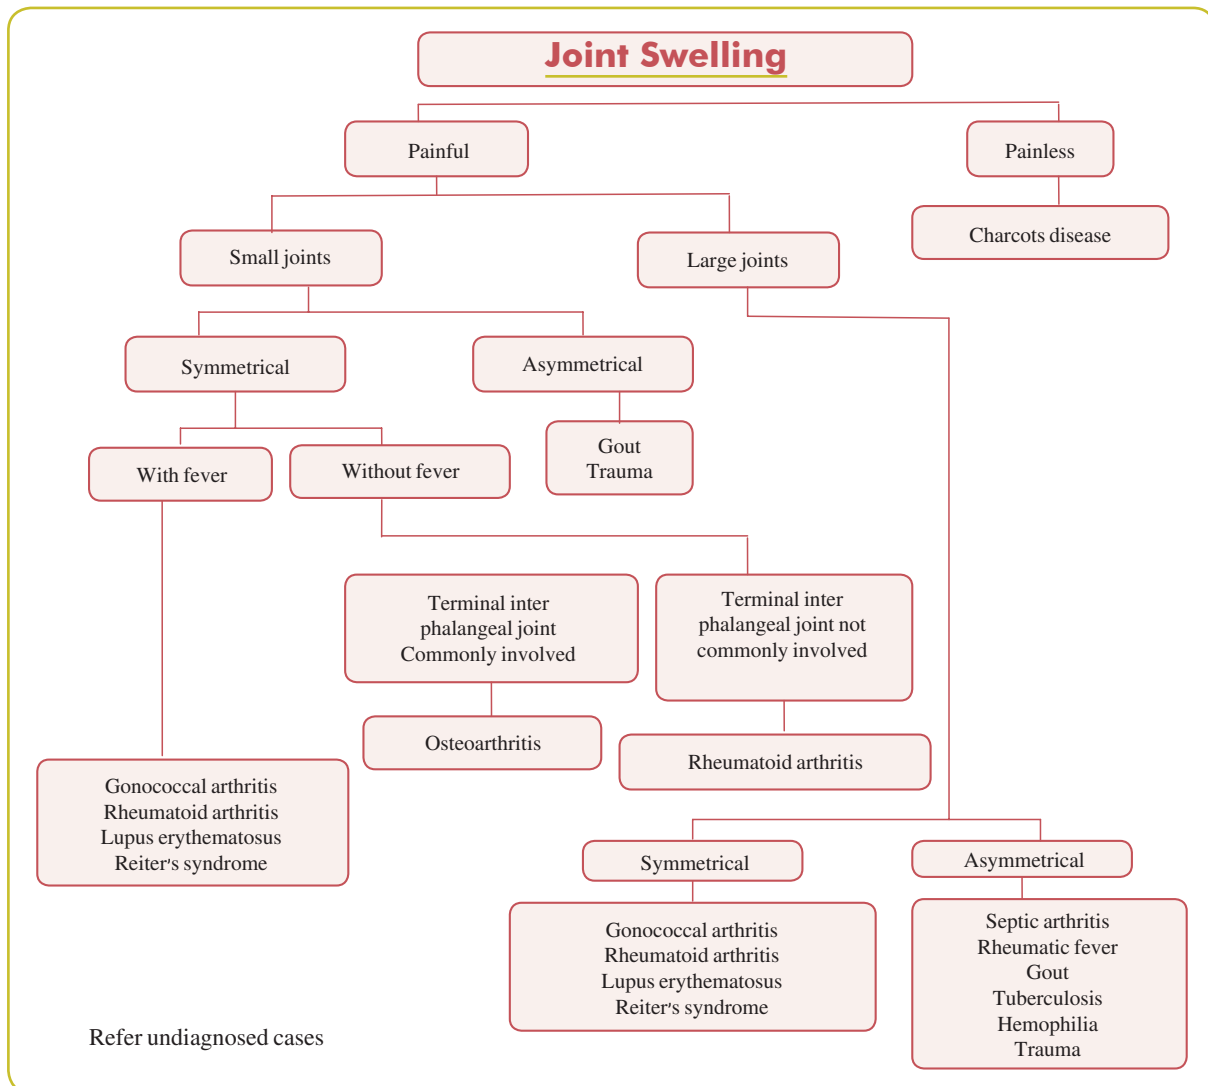 Joint Swelling
Painful
Painless
Charcots disease
Small joints
Large joints
Symmetrical
Asymmetrical
Gout
Trauma
With fever
Without fever
Terminal inter
phalangeal joint
Commonly involved
Terminal inter
phalangeal joint not
commonly involved
Osteoarthritis
Rheumatoid arthritis
Gonococcal arthritis
Rheumatoid arthritis
Lupus erythematosus
Reiter's syndrome
Symmetrical
Asymmetrical
Gonococcal arthritis
Rheumatoid arthritis
Lupus erythematosus
Reiter's syndrome
Septic arthritis
Rheumatic fever
Gout
Tuberculosis
Hemophilia
Trauma
Refer undiagnosed cases